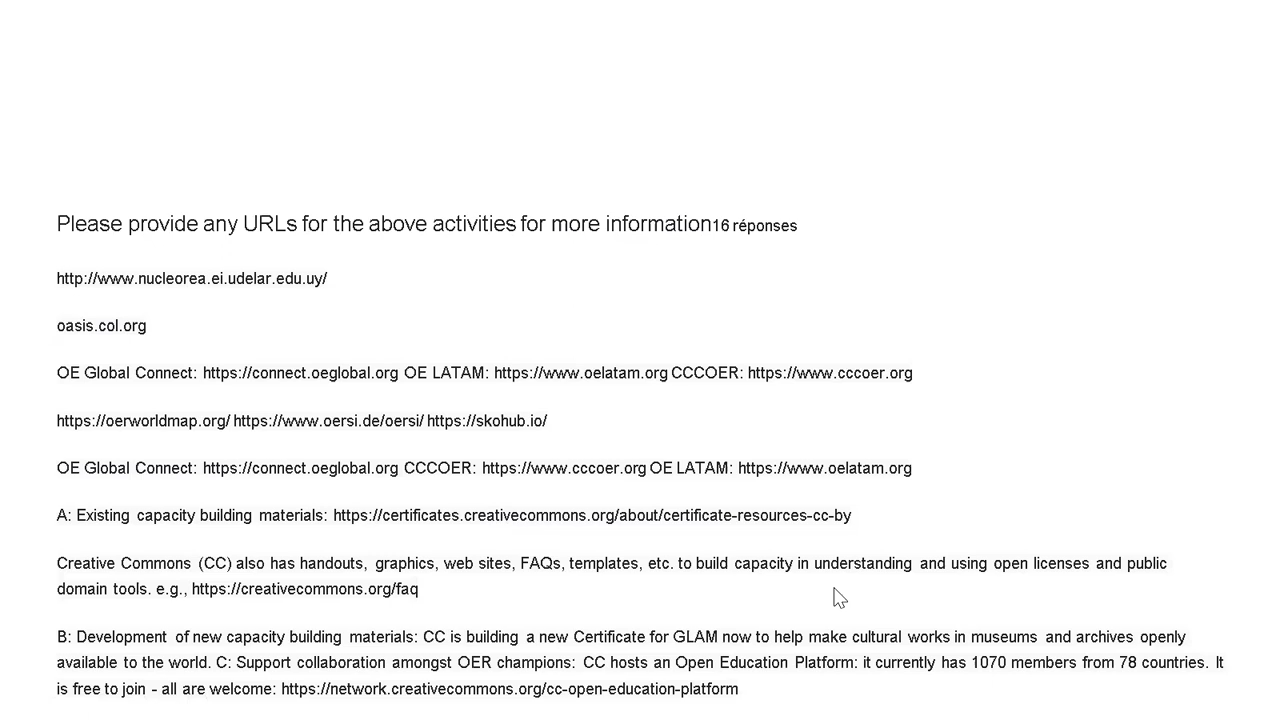 Please provide any URLs for the above activities for more information16 réponses
http://www.nucleorea.ei.udelar.edu.uy/
oasis.col.org
OE Global Connect: https://connect.oeglobal.org OE LATAM: https://www.oelatam.org CCCOER: https://www.cccoer.org
https://oerworldmap.org/ https://www.oersi.de/oersi/ https://skohub.io/
OE Global Connect: https://connect.oeglobal.org CCCOER: https://www.cccoer.org OE LATAM: https://www.oelatam.org
A: Existing capacity building materials: https://certificates.creativecommons.org/about/certificate-resources-cc-by
Creative Commons (CC) also has handouts, graphics, web sites, FAQs, templates, etc. to build capacity in understanding and using open licenses and public
domain tools. e.g., https://creativecommons.org/faq
B: Development of new capacity building materials: CC is building a new Certificate for GLAM now to help make cultural works in museums and archives openly
available to the world. C: Support collaboration amongst OER champions: CC hosts an Open Education Platform: it currently has 1070 members from 78 countries. It
is free to join - all are welcome: https://network.creativecommons.org/cc-open-education-platform